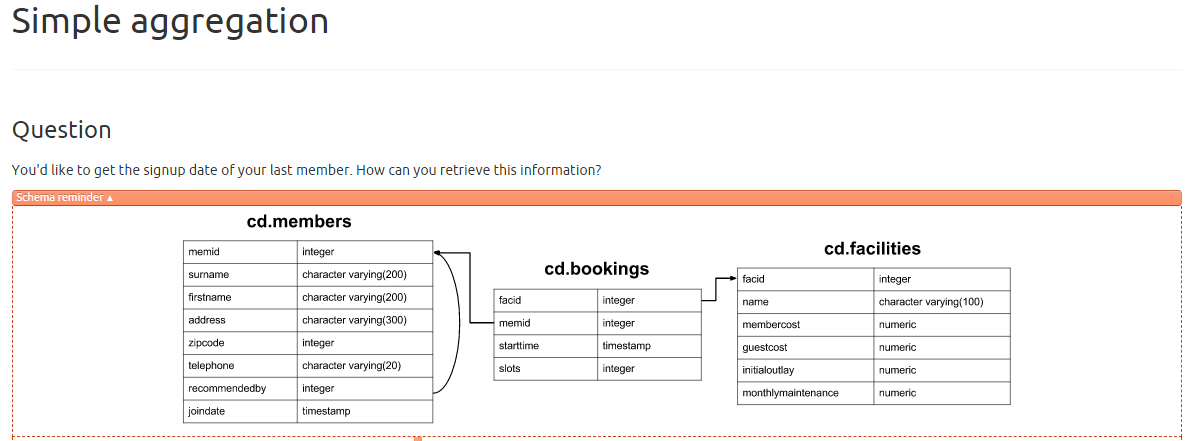 Simple aggregation
Question
You'd like to get the signup date of your last member. How can you retrieve this information?
Schema reminder ▲
cd.members
memid integer
surname character varying(200)
firstname character varying(200)
address character varying(300)
zipcode integer
telephone character varying(20)
recommendedby integer
joindate timestamp
cd.bookings
facid integer
memid integer
starttime timestamp
slots integer
cd.facilities
facid integer
name character varying(100)
membercost numeric
guestcost numeric
initialoutlay numeric
monthlymaintenance numeric